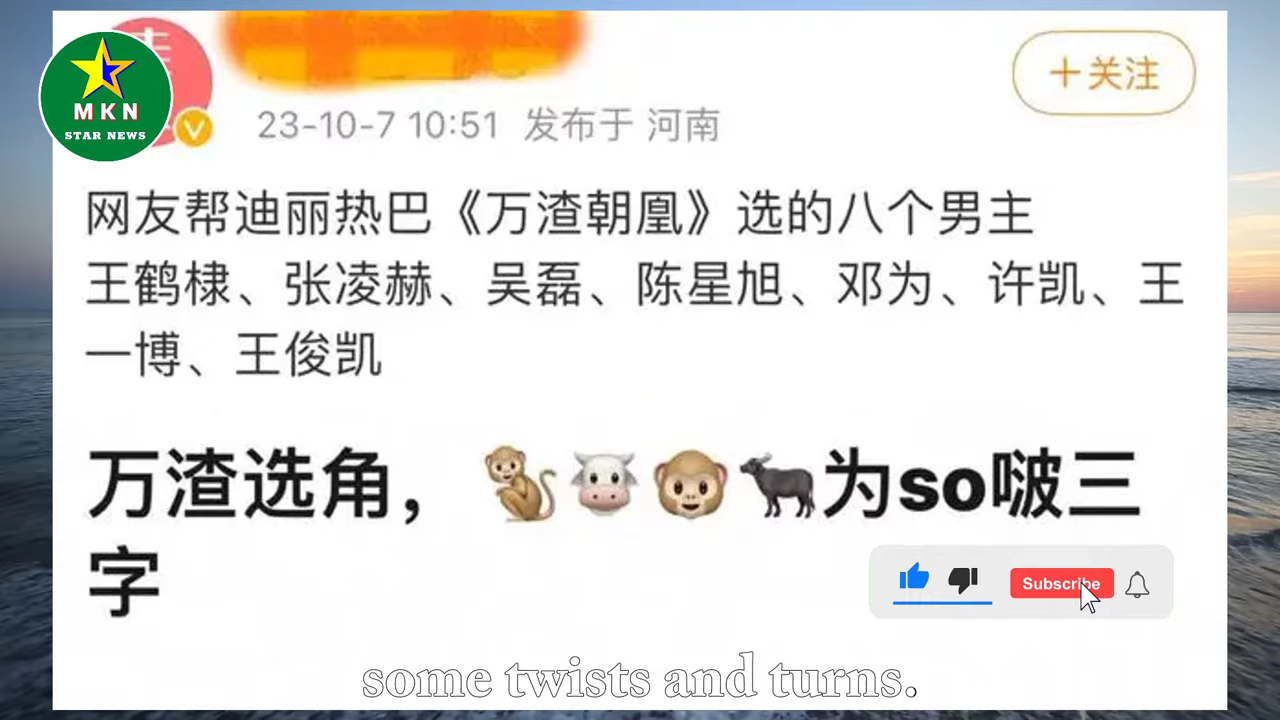 MKN
STAR NEWS
23-10-7 10:51 发布于 河南
+关注
网友帮迪丽热巴《万渣朝凰》选的八个男主
王鹤棣、张凌赫、吴磊、陈星旭、邓为、许凯、王
一博、王俊凯
万渣选角，🐒🐮🐵🐃为so啵三
字
Subscribe
some twists and turns.